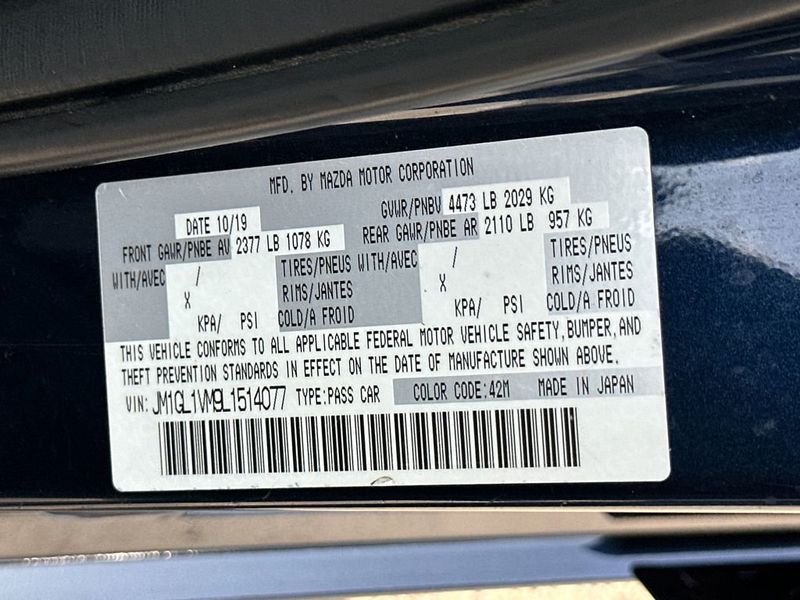 MFD. BY MAZDA MOTOR CORPORATION
DATE 10/19 GVWR/PNBV 4473 LB 2029 KG
FRONT GAWR/PNBE AV 2377 LB 1078 KG REAR GAWR/PNBE AR 2110 LB 957 KG
WITH/AVEC / TIRES/PNEUS WITH/AVEC / TIRES/PNEUS
X RIMS/JANTES X RIMS/JANTES
KPA/ PSI COLD/A FROID KPA/ PSI COLD/A FROID
THIS VEHICLE CONFORMS TO ALL APPLICABLE FEDERAL MOTOR VEHICLE SAFETY,BUMPER,AND
THEFT PREVENTION STANDARDS IN EFFECT ON THE DATE OF MANUFACTURE SHOWN ABOVE.
VIN: JM1GL1VM9L1514077 TYPE:PASS CAR COLOR CODE:42M MADE IN JAPAN